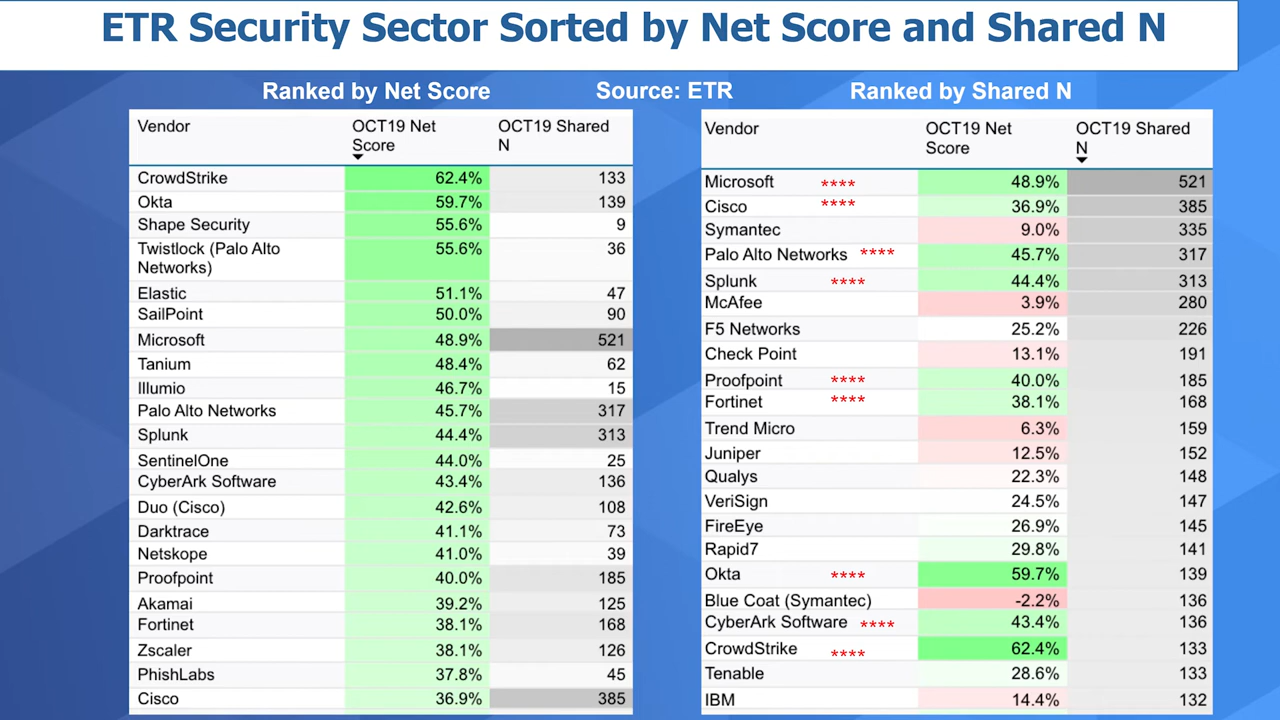 ETR Security Sector Sorted by Net Score and Shared N
Ranked by Net Score
Source: ETR
Ranked by Shared N
Vendor OCT19 Net Score OCT19 Shared N
CrowdStrike 62.4% 133
Okta 59.7% 139
Shape Security 55.6% 9
Twistlock (Palo Alto Networks) 55.6% 36
Elastic 51.1% 47
SailPoint 50.0% 90
Microsoft 48.9% 521
Tanium 48.4% 62
Illumio 46.7% 15
Palo Alto Networks 45.7% 317
Splunk 44.4% 313
SentinelOne 44.0% 25
CyberArk Software 43.4% 136
Duo (Cisco) 42.6% 108
Darktrace 41.1% 73
Netskope 41.0% 39
Proofpoint 40.0% 185
Akamai 39.2% 125
Fortinet 38.1% 168
Zscaler 38.1% 126
PhishLabs 37.8% 45
Cisco 36.9% 385
Vendor OCT19 Net Score OCT19 Shared N
Microsoft **** 48.9% 521
Cisco **** 36.9% 385
Symantec 9.0% 335
Palo Alto Networks **** 45.7% 317
Splunk **** 44.4% 313
McAfee 3.9% 280
F5 Networks 25.2% 226
Check Point 13.1% 191
Proofpoint **** 40.0% 185
Fortinet **** 38.1% 168
Trend Micro 6.3% 159
Juniper 12.5% 152
Qualys 22.3% 148
VeriSign 24.5% 147
FireEye 26.9% 145
Rapid7 29.8% 141
Okta **** 59.7% 139
Blue Coat (Symantec) -2.2% 136
CyberArk Software **** 43.4% 136
CrowdStrike **** 62.4% 133
Tenable 28.6% 133
IBM 14.4% 132